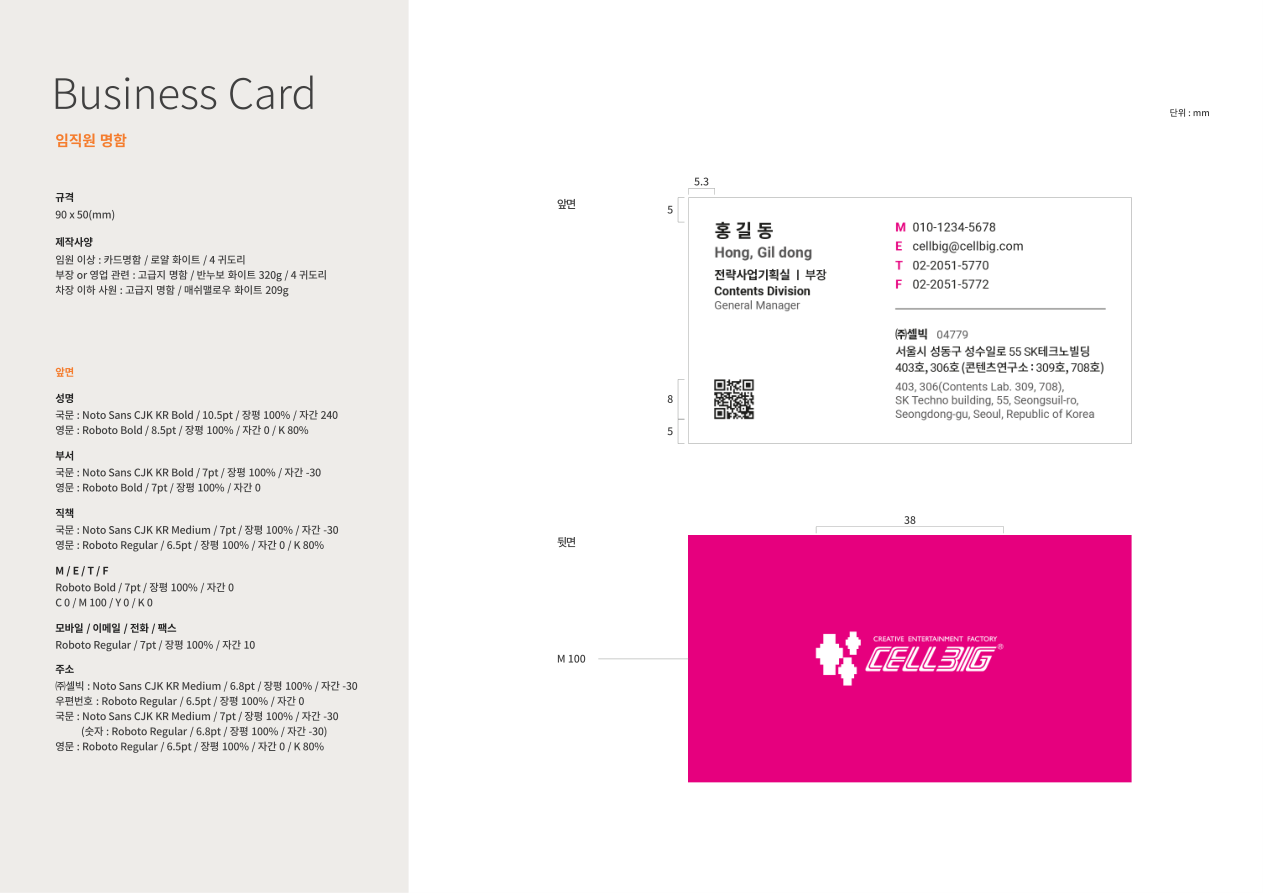 Business Card
임직원 명함
규격
90 x 50(mm)
제작사양
임원 이상 : 카드명함 / 로얄 화이트 / 4 귀도리
부장 or 영업 관련 : 고급지 명함 / 반누보 화이트 320g / 4 귀도리
차장 이하 사원 : 고급지 명함 / 매쉬멜로우 화이트 209g
앞면
성명
국문 : Noto Sans CJK KR Bold / 10.5pt / 장평 100% / 자간 240
영문 : Roboto Bold / 8.5pt / 장평 100% / 자간 0 / K 80%
부서
국문 : Noto Sans CJK KR Bold / 7pt / 장평 100% / 자간 -30
영문 : Roboto Bold / 7pt / 장평 100% / 자간 0
직책
국문 : Noto Sans CJK KR Medium / 7pt / 장평 100% / 자간 -30
영문 : Roboto Regular / 6.5pt / 장평 100% / 자간 0 / K 80%
M / E / T / F
Roboto Bold / 7pt / 장평 100% / 자간 0
C 0 / M 100 / Y 0 / K 0
모바일 / 이메일 / 전화 / 팩스
Roboto Regular / 7pt / 장평 100% / 자간 10
주소
㈜셀빅 : Noto Sans CJK KR Medium / 6.8pt / 장평 100% / 자간 -30
우편번호 : Roboto Regular / 6.5pt / 장평 100% / 자간 0
국문 : Noto Sans CJK KR Medium / 7pt / 장평 100% / 자간 -30
(숫자 : Roboto Regular / 6.8pt / 장평 100% / 자간 -30)
영문 : Roboto Regular / 6.5pt / 장평 100% / 자간 0 / K 80%
단위 : mm
앞면
5.3
5
홍길동
Hong, Gil dong
전략사업기획실 | 부장
Contents Division
General Manager
8
5
M 010-1234-5678
E cellbig@cellbig.com
T 02-2051-5770
F 02-2051-5772
㈜셀빅 04779
서울시 성동구 성수일로 55 SK테크노빌딩
403호, 306호 (콘텐츠연구소 : 309호, 708호)
403, 306(Contents Lab. 309, 708),
SK Techno building, 55, Seongsuil-ro,
Seongdong-gu, Seoul, Republic of Korea
뒷면
38
M 100
CREATIVE ENTERTAINMENT FACTORY
CELLBIG®